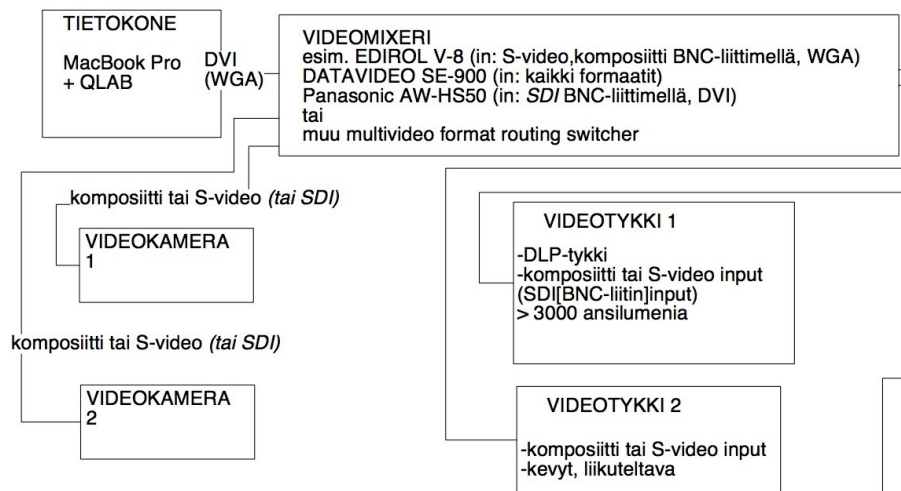 TIETOKONE
MacBook Pro
+ QLAB
DVI
(WGA)
VIDEOMIXERI
esim. EDIROL V-8 (in: S-video,komposiitti BNC-liittimellä, WGA)
DATAVIDEO SE-900 (in: kaikki formaatit)
Panasonic AW-HS50 (in: SDI BNC-liittimellä, DVI)
tai
muu multivideo format routing switcher
komposiitti tai S-video (tai SDI)
VIDEOKAMERA
1
komposiitti tai S-video (tai SDI)
VIDEOKAMERA
2
VIDEOTYKKI 1
-DLP-tykki
-komposiitti tai S-video input
(SDI[BNC-liitin]input)
> 3000 ansilumenia
VIDEOTYKKI 2
-komposiitti tai S-video input
-kevyt, liikuteltava